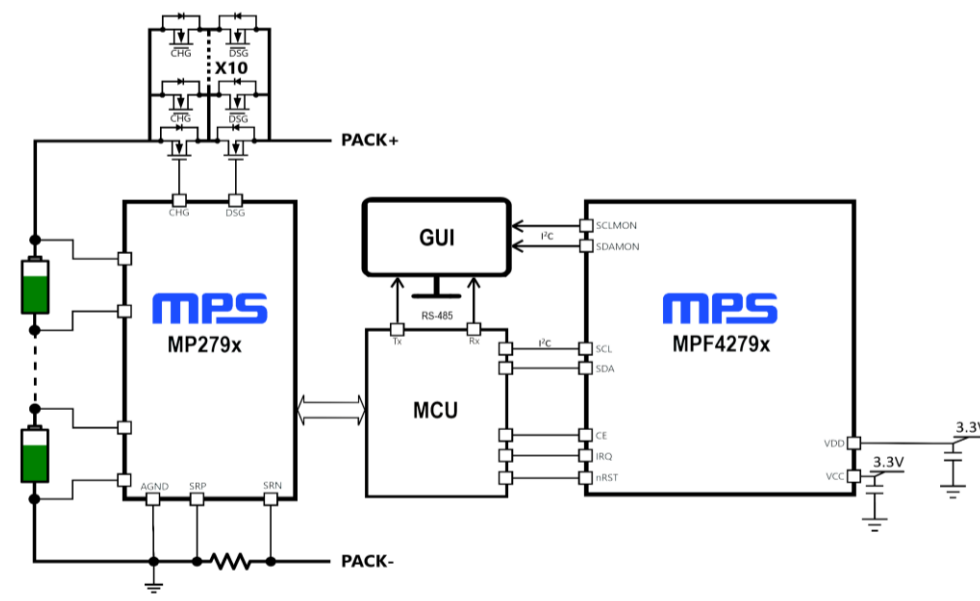 CHG
DSG
X10
CHG
DSG
PACK+
CHG
DSG
GUI
I²C
SCLMON
SDAMON
mPS
MP279x
RS-485
Tx
Rx
MCU
I²C
SCL
SDA
CE
IRQ
nRST
mPS
MPF4279x
VDD
VCC
3.3V
3.3V
AGND
SRP
SRN
PACK-